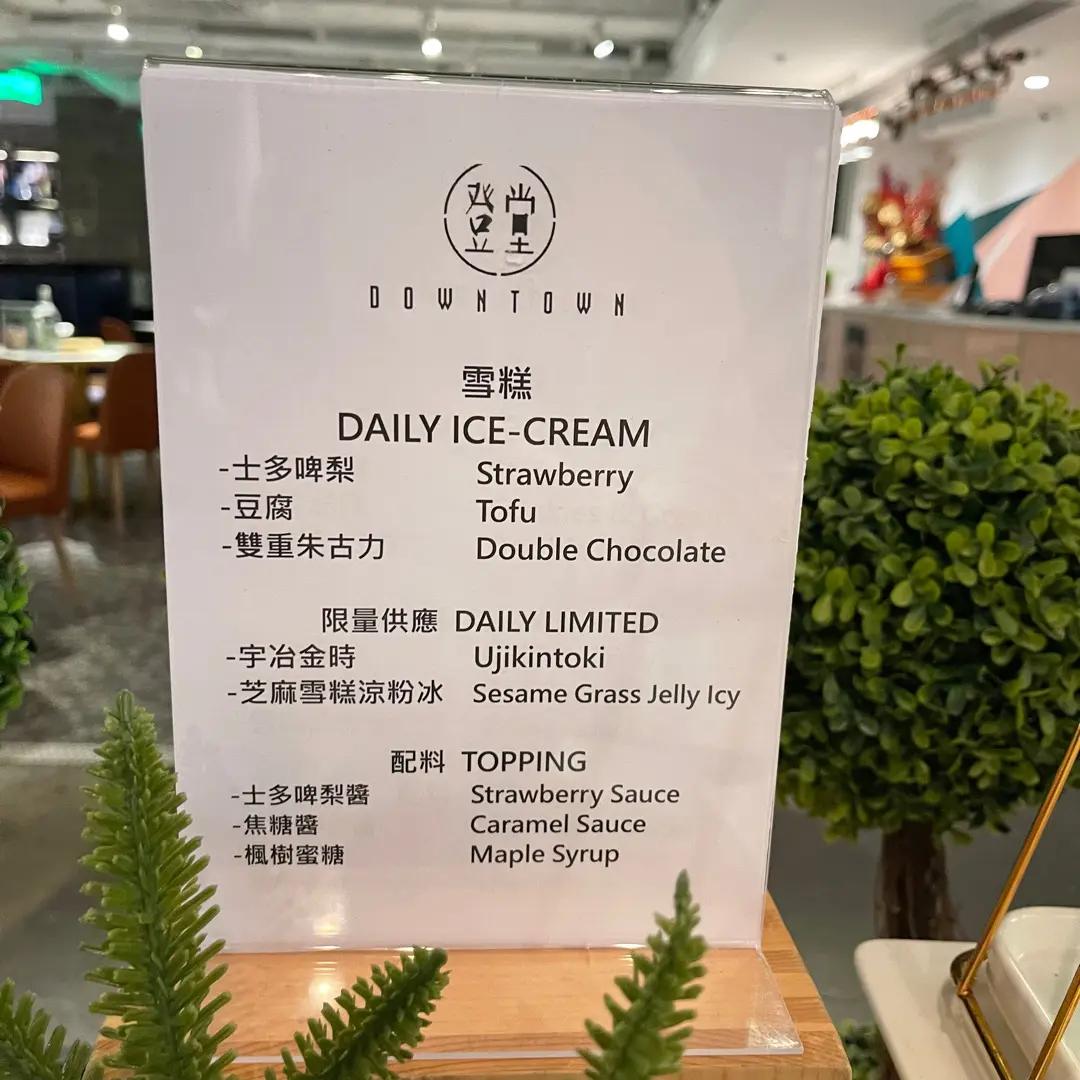 登堂
DOWNTOWN
雪糕
DAILY ICE-CREAM
-士多啤梨 Strawberry
-豆腐 Tofu
-雙重朱古力 Double Chocolate
限量供應 DAILY LIMITED
-宇冶金時 Ujikintoki
-芝麻雪糕涼粉冰 Sesame Grass Jelly Icy
配料 TOPPING
-士多啤梨醬 Strawberry Sauce
-焦糖醬 Caramel Sauce
-楓樹蜜糖 Maple Syrup